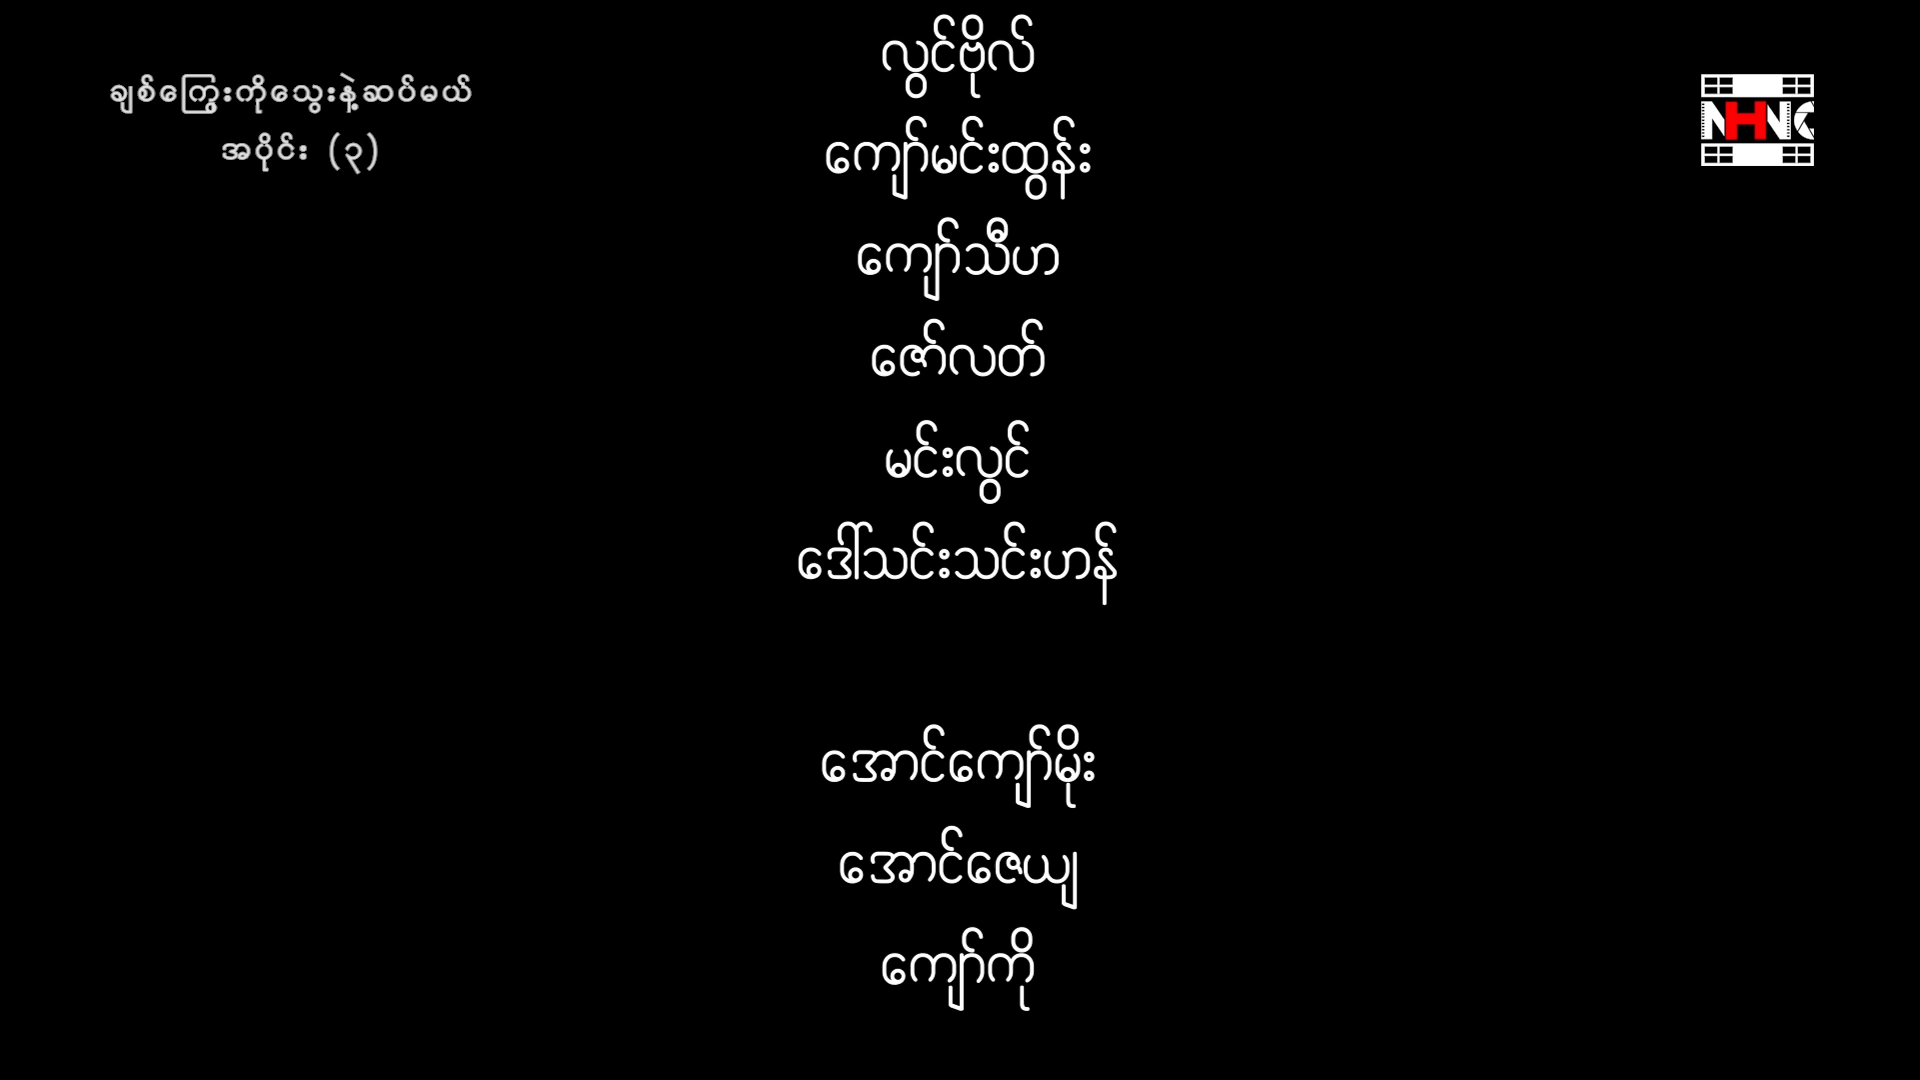 ချစ်ကြွေးကိုသွေးနဲ့ဆပ်မယ်
အပိုင်း (၃)
NHNC
လွင်ဗိုလ်
ကျော်မင်းထွန်း
ကျော်သီဟ
ဇော်လတ်
မင်းလွင်
ဒေါ်သင်းသင်းဟန်
အောင်ကျော်မိုး
အောင်ဇေယျ
ကျော်ကို